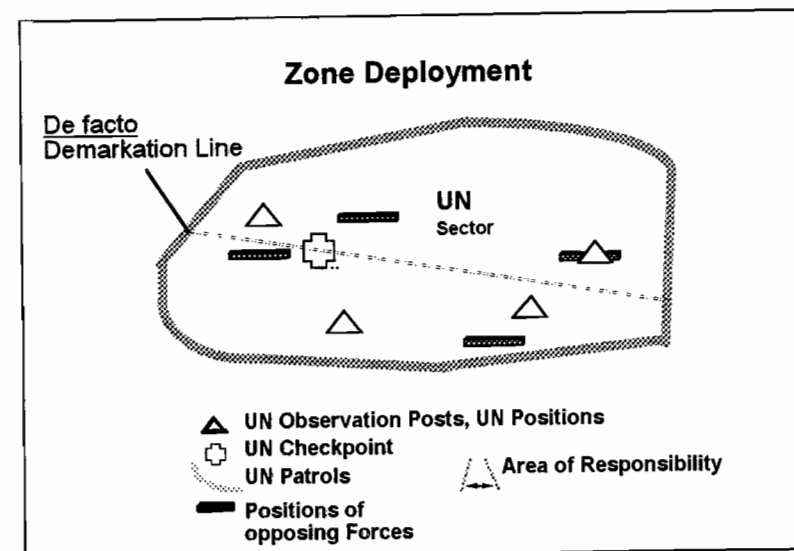 Zone Deployment
De facto
Demarkation Line
UN
Sector
UN Observation Posts, UN Positions
UN Checkpoint
UN Patrols
Area of Responsibility
Positions of
opposing Forces